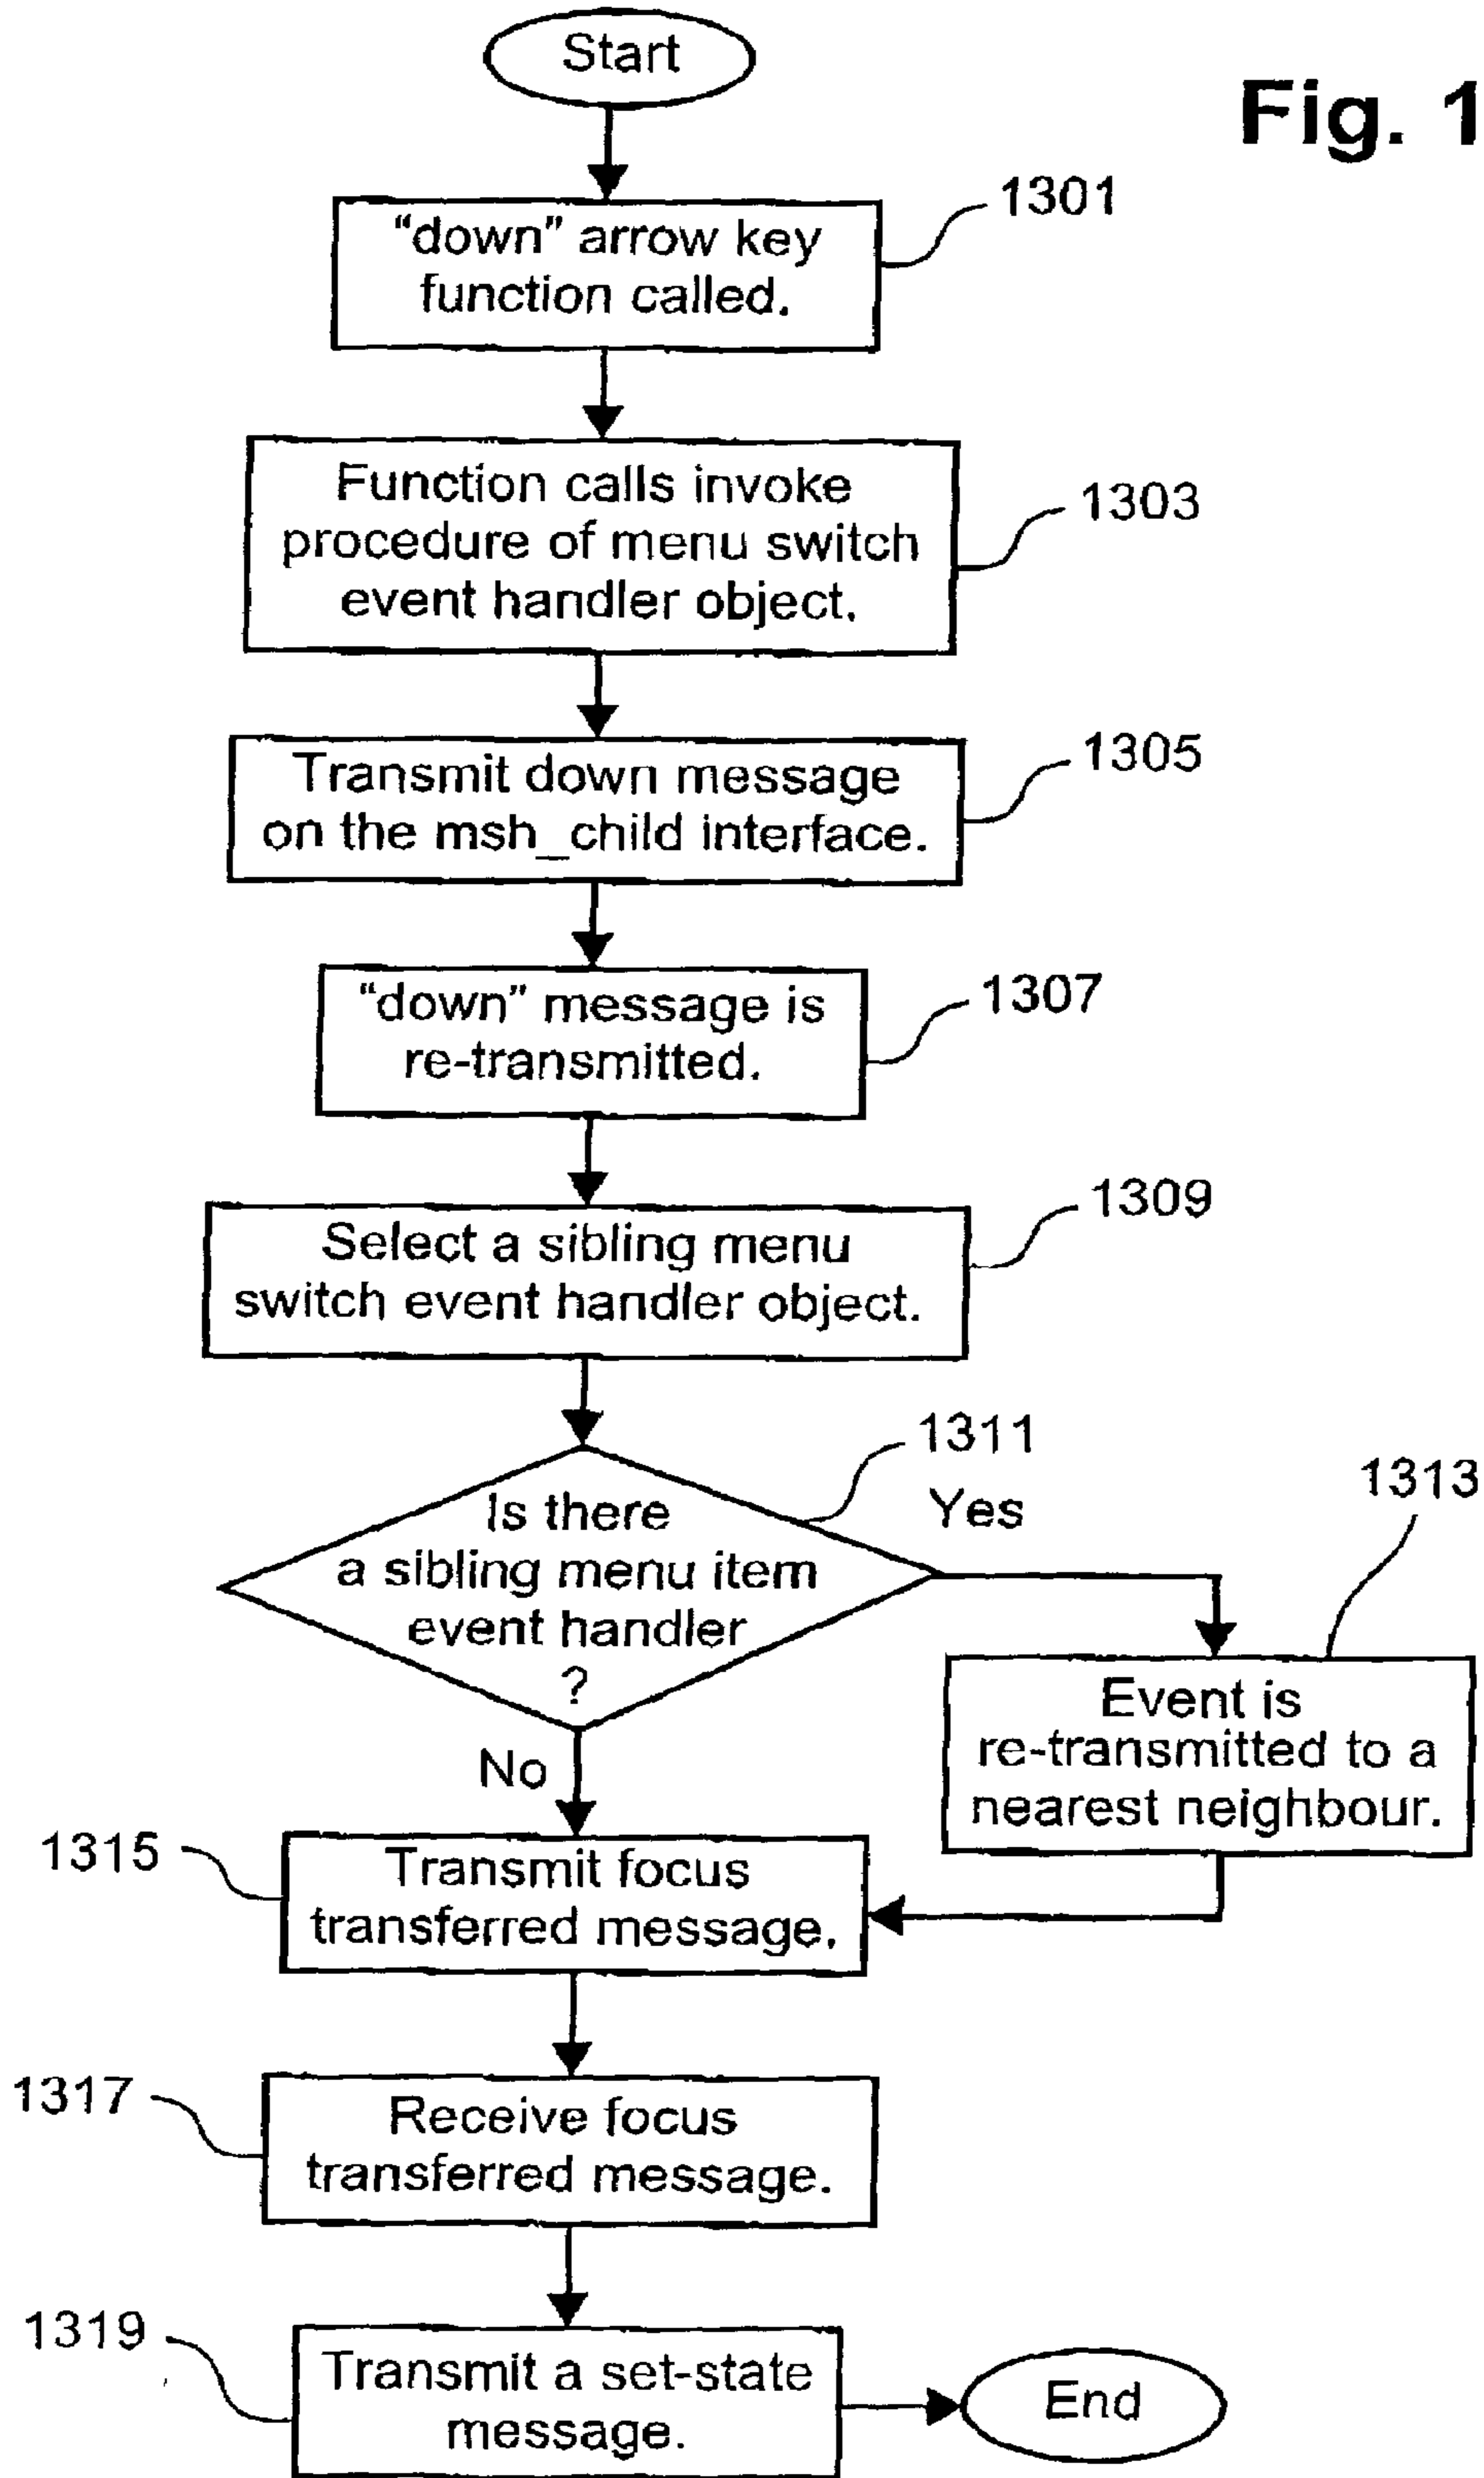 Start
Fig. 1
1301
“down” arrow key
function called.
1303
Function calls invoke
procedure of menu switch
event handler object.
1305
Transmit down message
on the msh_child interface.
1307
“down” message is
re-transmitted.
1309
Select a sibling menu
switch event handler object.
1311
Is there
a sibling menu item
event handler
?
Yes
1313
Event is
re-transmitted to a
nearest neighbour.
No
1315
Transmit focus
transferred message.
1317
Receive focus
transferred message.
1319
Transmit a set-state
message.
End